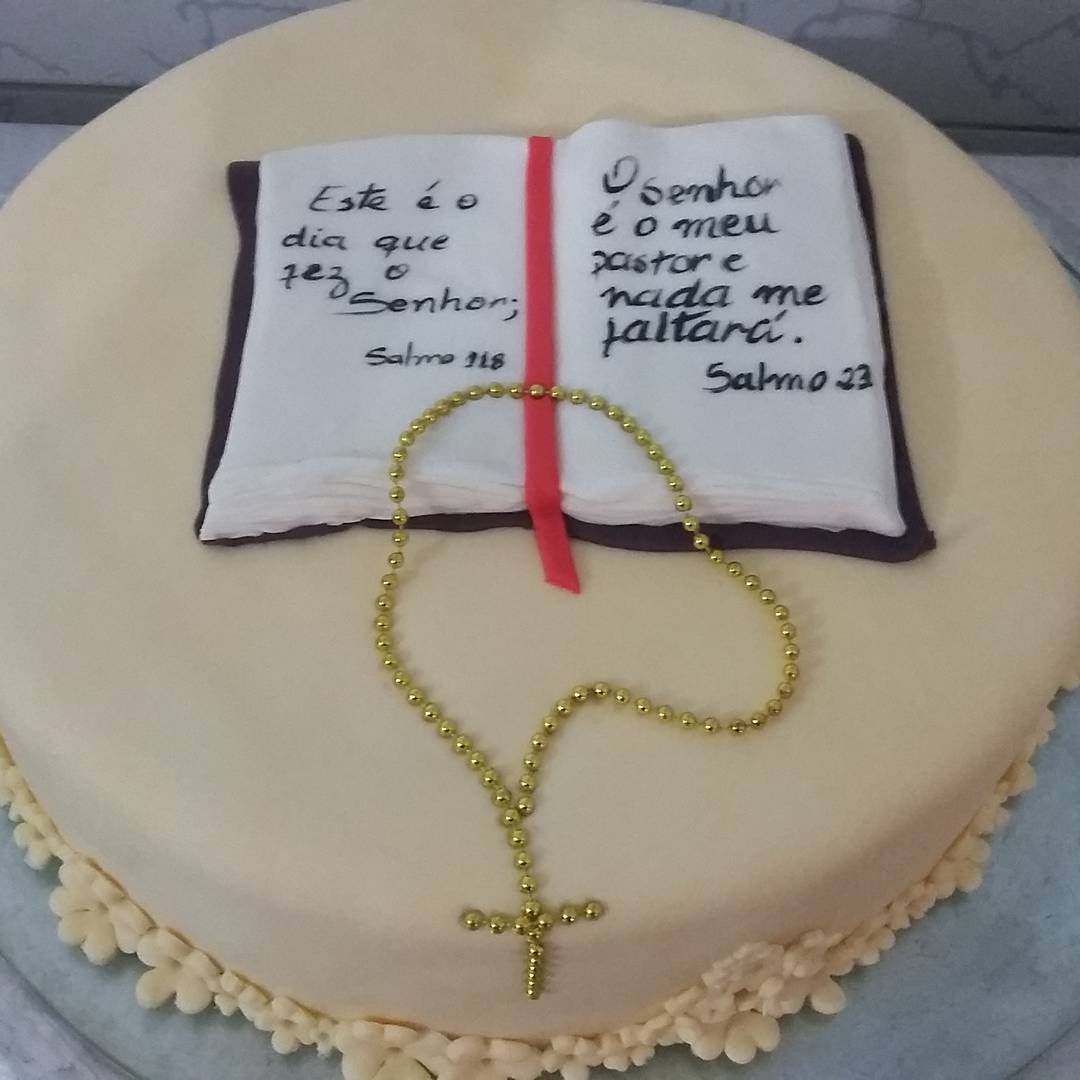 Este é o
dia que
fez o
Senhor;
Salmo 118
O Senhor
é o meu
pastor e
nada me
faltará.
Salmo 23